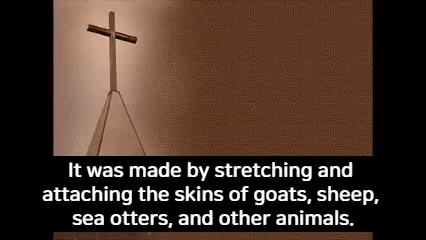 It was made by stretching and
attaching the skins of goats, sheep,
sea otters, and other animals.